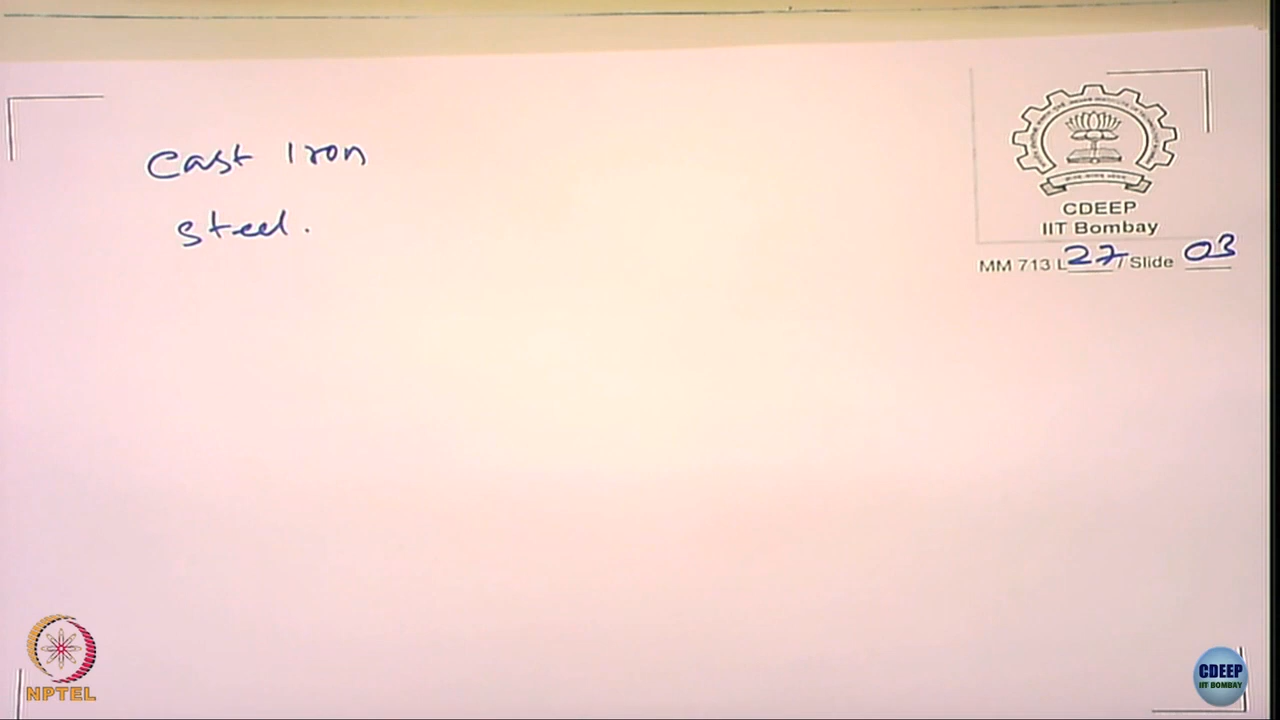 Cast Iron
steel.
CDEEP
IIT Bombay
MM 713 L 27 / Slide 03
NPTEL
CDEEP
IIT BOMBAY